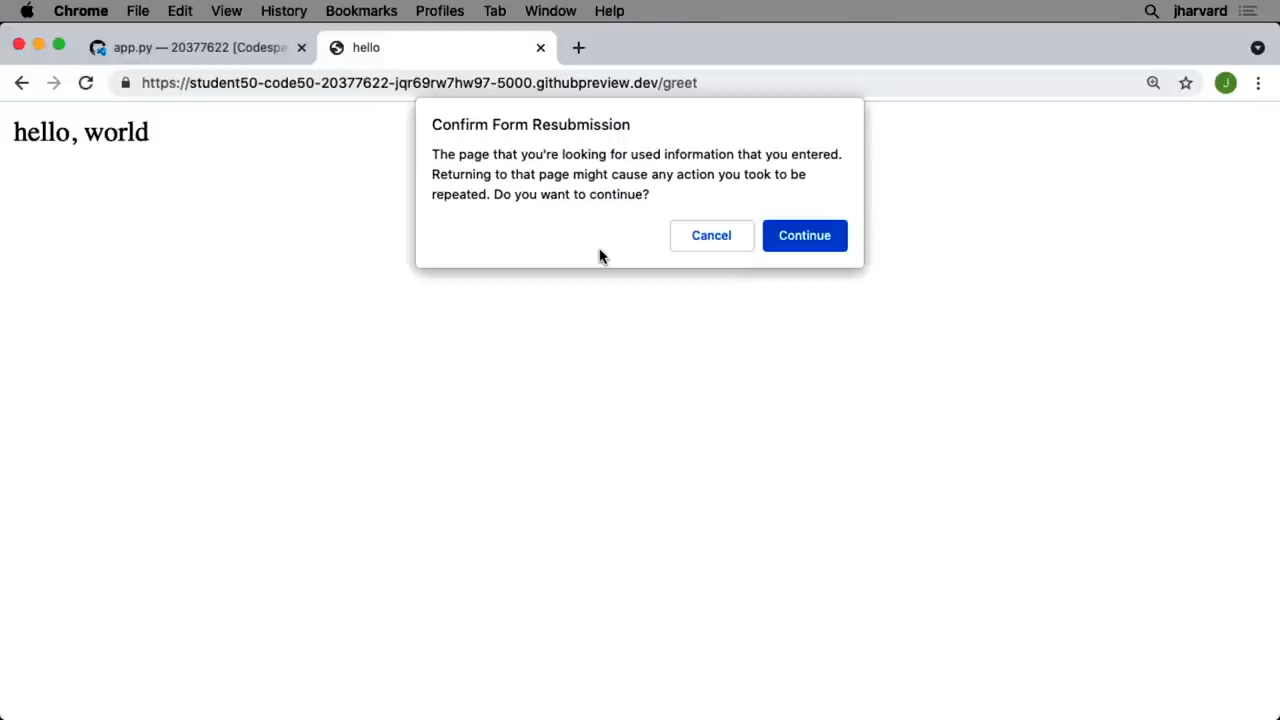 Chrome File Edit View History Bookmarks Profiles Tab Window Help jharvard
app.py — 20377622 [Codespa hello
https://student50-code50-20377622-jqr69rw7hw97-5000.githubpreview.dev/greet J
hello, world
Confirm Form Resubmission
The page that you're looking for used information that you entered.
Returning to that page might cause any action you took to be
repeated. Do you want to continue?
Cancel Continue